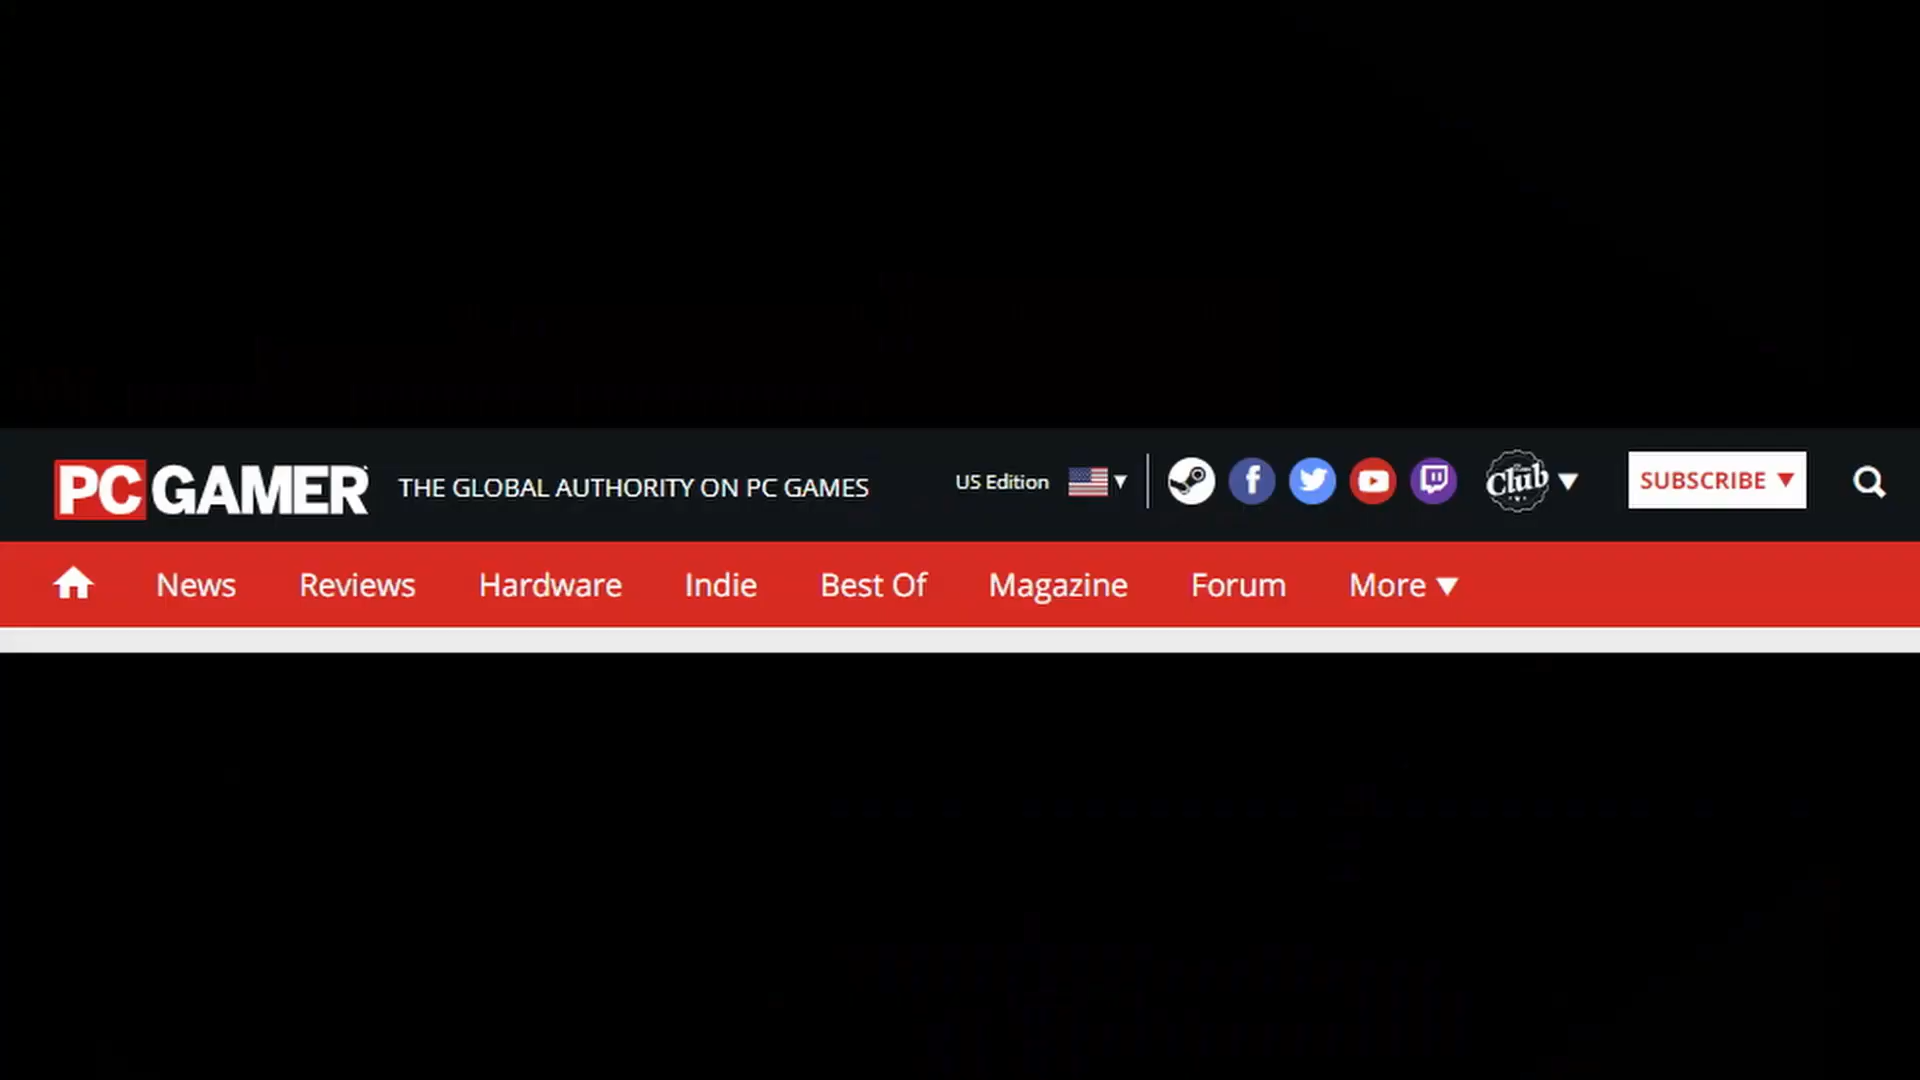 PC GAMER THE GLOBAL AUTHORITY ON PC GAMES US Edition Club SUBSCRIBE
News Reviews Hardware Indie Best Of Magazine Forum More